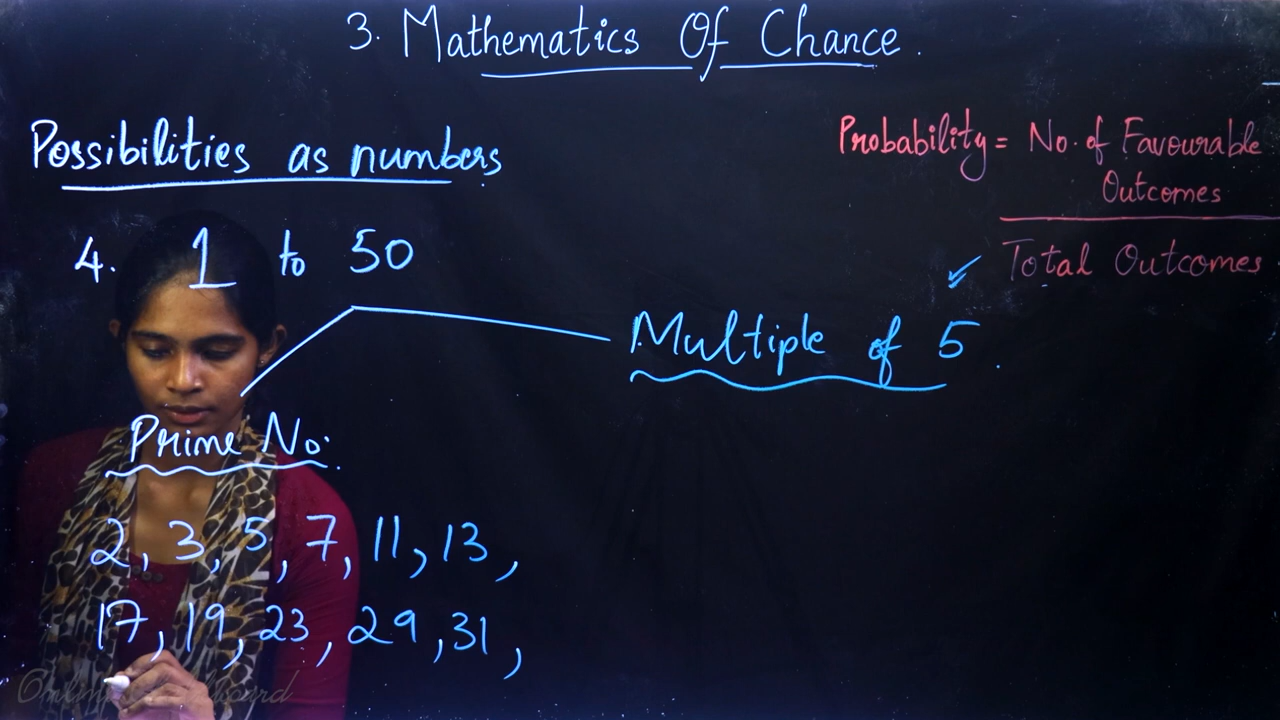 3. Mathematics Of Chance.
Possibilities as numbers
Probability = No. of Favourable
Outcomes
Total Outcomes
4. 1 to 50
Multiple of 5.
Prime No:
2, 3, 5, 7, 11, 13,
17, 19, 23, 29, 31,